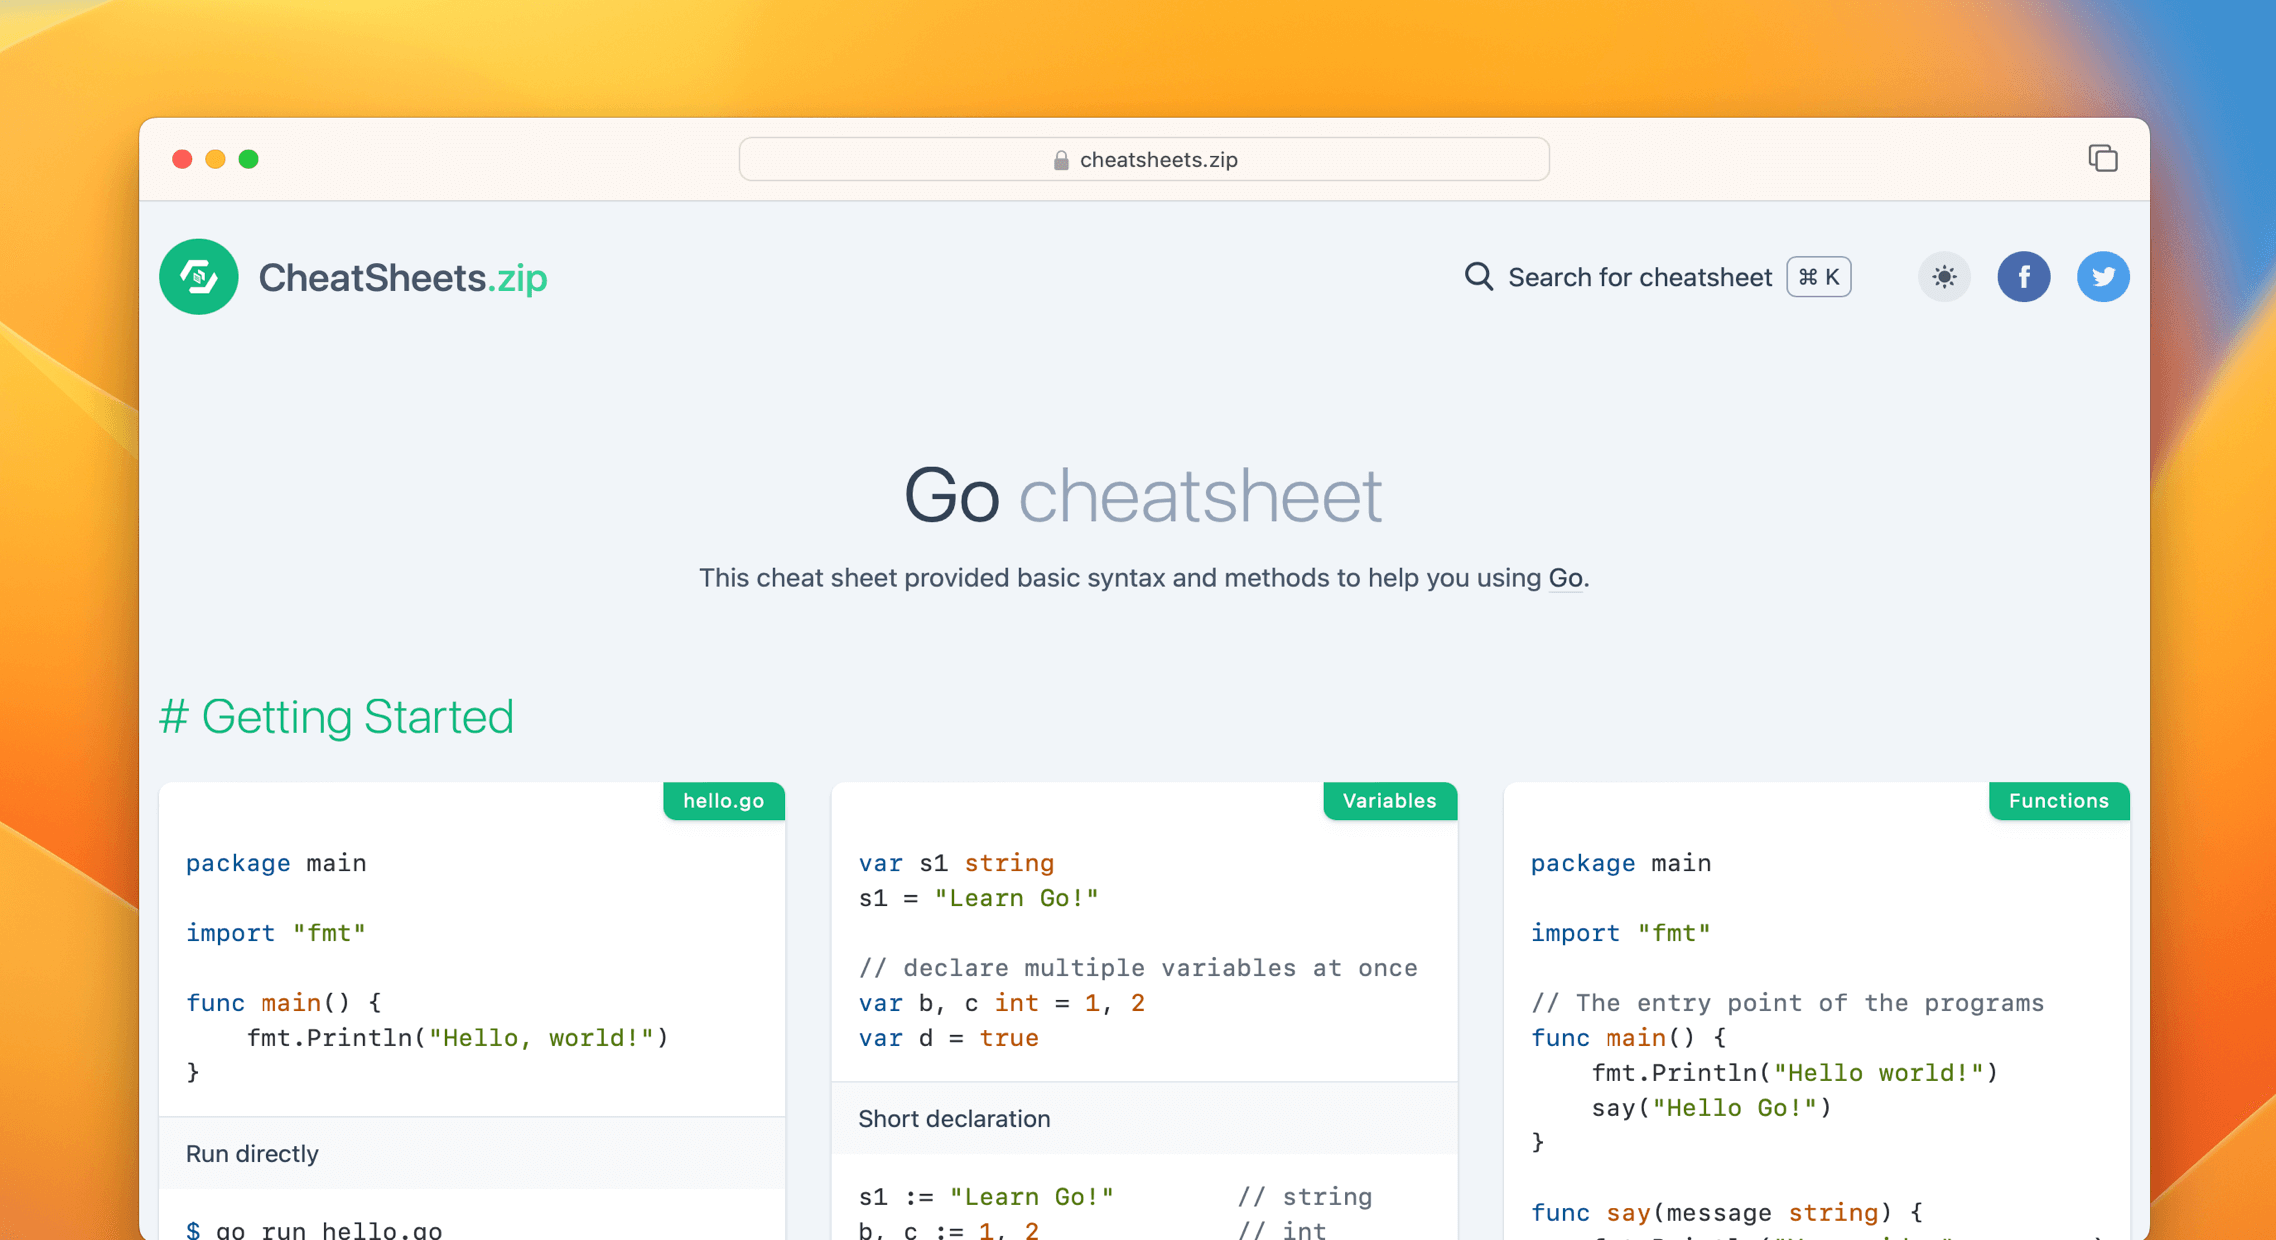 cheatsheets.zip
CheatSheets.zip
Search for cheatsheet ⌘ K
Go cheatsheet
This cheat sheet provided basic syntax and methods to help you using Go.
# Getting Started
hello.go
package main
import "fmt"
func main() {
    fmt.Println("Hello, world!")
}
Run directly
$ go run hello.go
Variables
var s1 string
s1 = "Learn Go!"
// declare multiple variables at once
var b, c int = 1, 2
var d = true
Short declaration
s1 := "Learn Go!"        // string
b, c := 1, 2             // int
Functions
package main
import "fmt"
// The entry point of the programs
func main() {
    fmt.Println("Hello world!")
    say("Hello Go!")
}
func say(message string) {